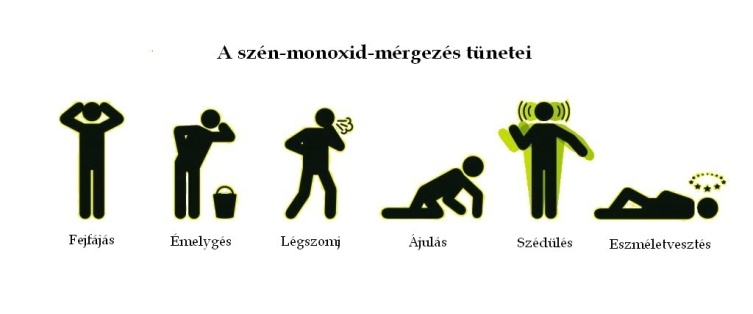 A szén-monoxid-mérgezés tünetei
Fejfájás
Émelygés
Légszomj
Ájulás
Szédülés
Eszméletvesztés